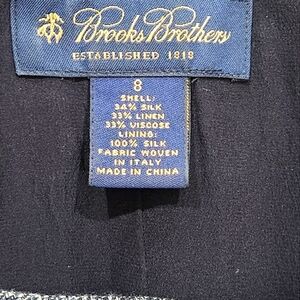 Brooks Brothers
ESTABLISHED 1818
8
SHELL:
34% SILK
33% LINEN
33% VISCOSE
LINING:
100% SILK
FABRIC WOVEN
IN ITALY
MADE IN CHINA